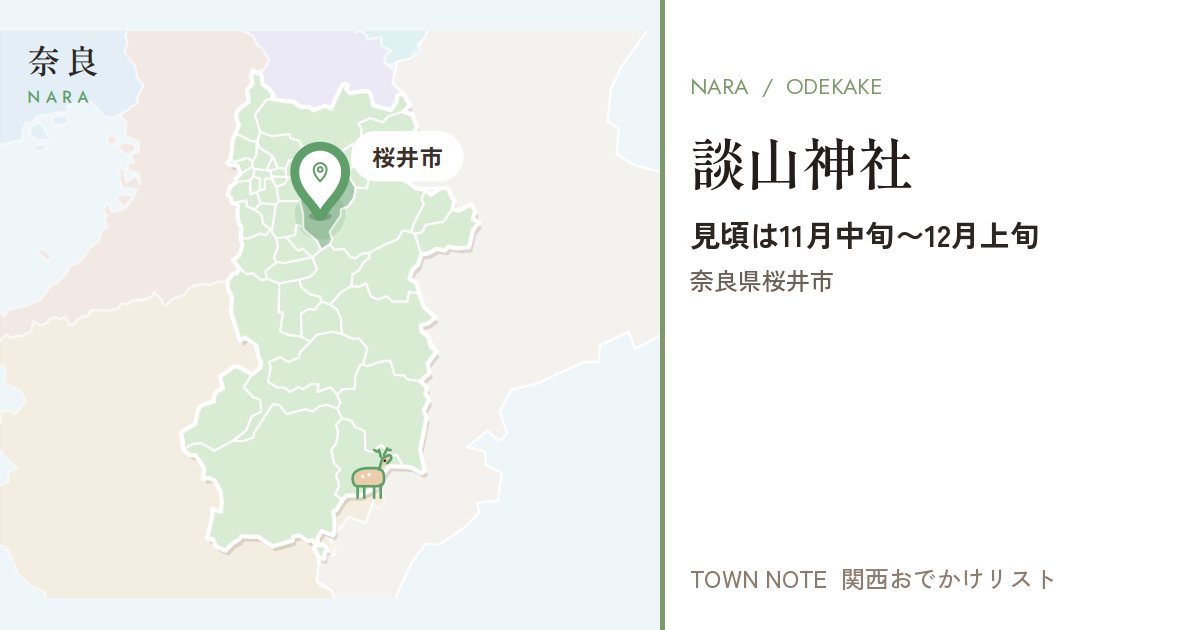 奈良
NARA
桜井市
NARA / ODEKAKE
談山神社
見頃は11月中旬〜12月上旬
奈良県桜井市
TOWN NOTE 関西おでかけリスト